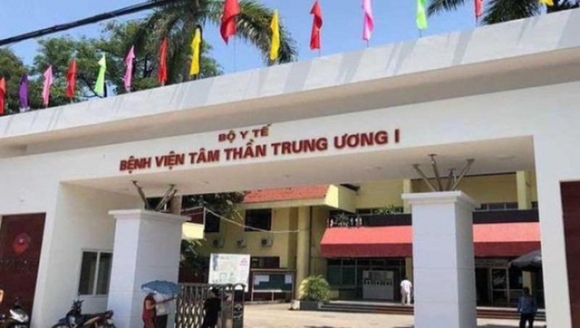 BỘ Y TẾ
BỆNH VIỆN TÂM THẦN TRUNG ƯƠNG I